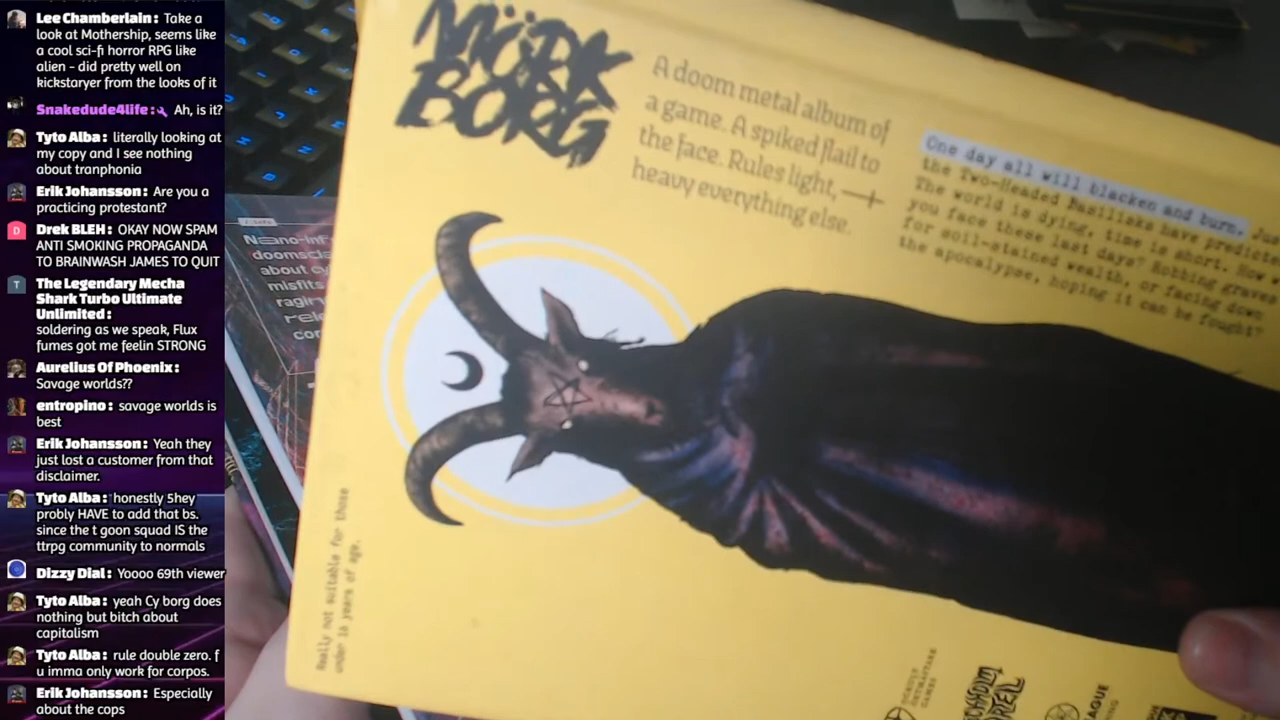 Lee Chamberlain : Take a
look at Mothership, seems like
a cool sci-fi horror RPG like
alien - did pretty well on
kickstaryer from the looks of it
Snakedude4life : Ah, is it?
Tyto Alba : literally looking at
my copy and I see nothing
about tranphonia
Erik Johansson : Are you a
practicing protestant?
D
Drek BLEH : OKAY NOW SPAM
ANTI SMOKING PROPAGANDA
TO BRAINWASH JAMES TO QUIT
T
The Legendary Mecha
Shark Turbo Ultimate
Unlimited :
soldering as we speak, Flux
fumes got me feelin STRONG
Aurelius Of Phoenix :
Savage worlds??
entropino : savage worlds is
best
Erik Johansson : Yeah they
just lost a customer from that
disclaimer.
Tyto Alba : honestly 5hey
probly HAVE to add that bs.
since the t goon squad IS the
ttrpg community to normals
Dizzy Dial : Yoooo 69th viewer
Tyto Alba : yeah Cy borg does
nothing but bitch about
capitalism
Tyto Alba : rule double zero. f
u imma only work for corpos.
Erik Johansson : Especially
about the cops
MÖRK
BORG
A doom metal album of
a game. A spiked flail to
the face. Rules light,
heavy everything else.
One day all will blacken and burn.
the Two-Headed Basilisks have
The world is dying, time is short. How
you face these last days? Robbing graves
for soil-stained wealth, or facing down
the apocalypse, hoping it can be fought?
Really not suitable for those
under 16 years of age.